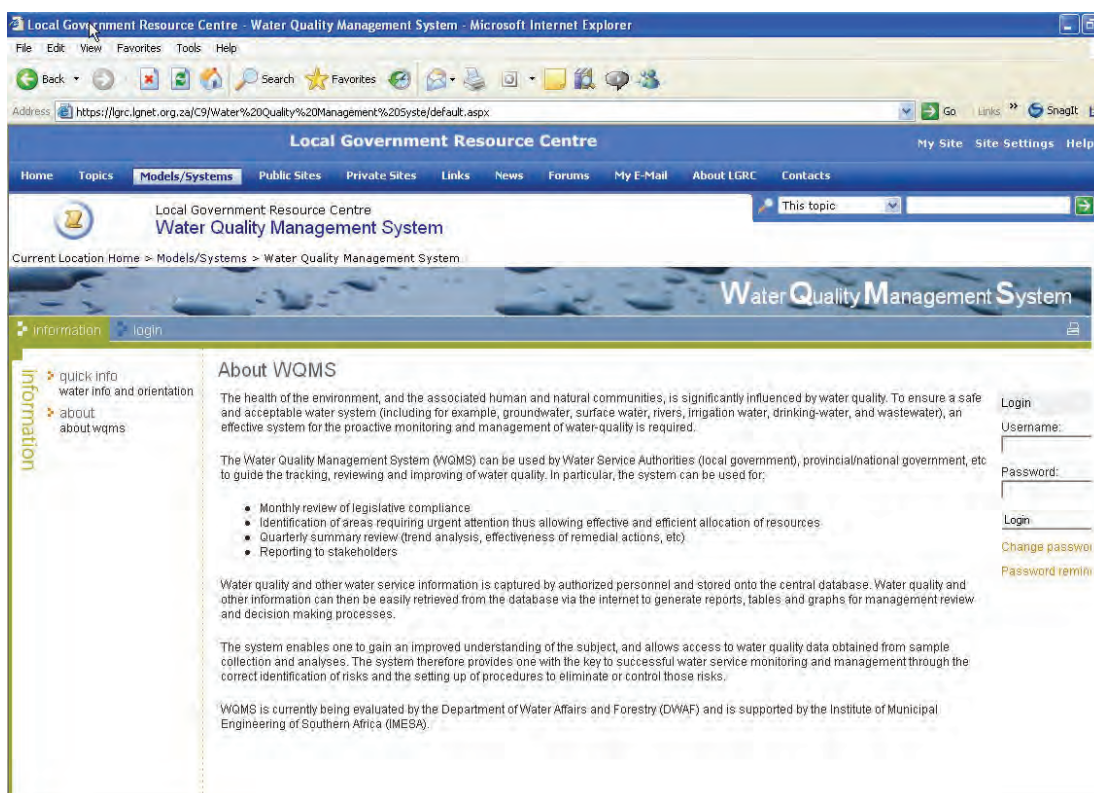 Local Government Resource Centre - Water Quality Management System - Microsoft Internet Explorer
File Edit View Favorites Tools Help
Back Search Favorites
Address https://lgrc.lgnet.org.za/C9/Water%20Quality%20Management%20Syste/default.aspx Go Links » SnagIt
Local Government Resource Centre My Site Site Settings Help
Home Topics Models/Systems Public Sites Private Sites Links News Forums My E-Mail About LGRC Contacts
Local Government Resource Centre This topic
Water Quality Management System
Current Location Home > Models/Systems > Water Quality Management System
Water Quality Management System
information login
information
quick info
water info and orientation
about
about wqms
About WQMS
The health of the environment, and the associated human and natural communities, is significantly influenced by water quality. To ensure a safe
and acceptable water system (including for example, groundwater, surface water, rivers, irrigation water, drinking-water, and wastewater), an
effective system for the proactive monitoring and management of water-quality is required.
The Water Quality Management System (WQMS) can be used by Water Service Authorities (local government), provincial/national government, etc
to guide the tracking, reviewing and improving of water quality. In particular, the system can be used for;
• Monthly review of legislative compliance
• Identification of areas requiring urgent attention thus allowing effective and efficient allocation of resources
• Quarterly summary review (trend analysis, effectiveness of remedial actions, etc)
• Reporting to stakeholders
Water quality and other water service information is captured by authorized personnel and stored onto the central database. Water quality and
other information can then be easily retrieved from the database via the internet to generate reports, tables and graphs for management review
and decision making processes.
The system enables one to gain an improved understanding of the subject, and allows access to water quality data obtained from sample
collection and analyses. The system therefore provides one with the key to successful water service monitoring and management through the
correct identification of risks and the setting up of procedures to eliminate or control those risks.
WQMS is currently being evaluated by the Department of Water Affairs and Forestry (DWAF) and is supported by the Institute of Municipal
Engineering of Southern Africa (IMESA).
Login
Username:
Password:
Login
Change passwor
Password remin